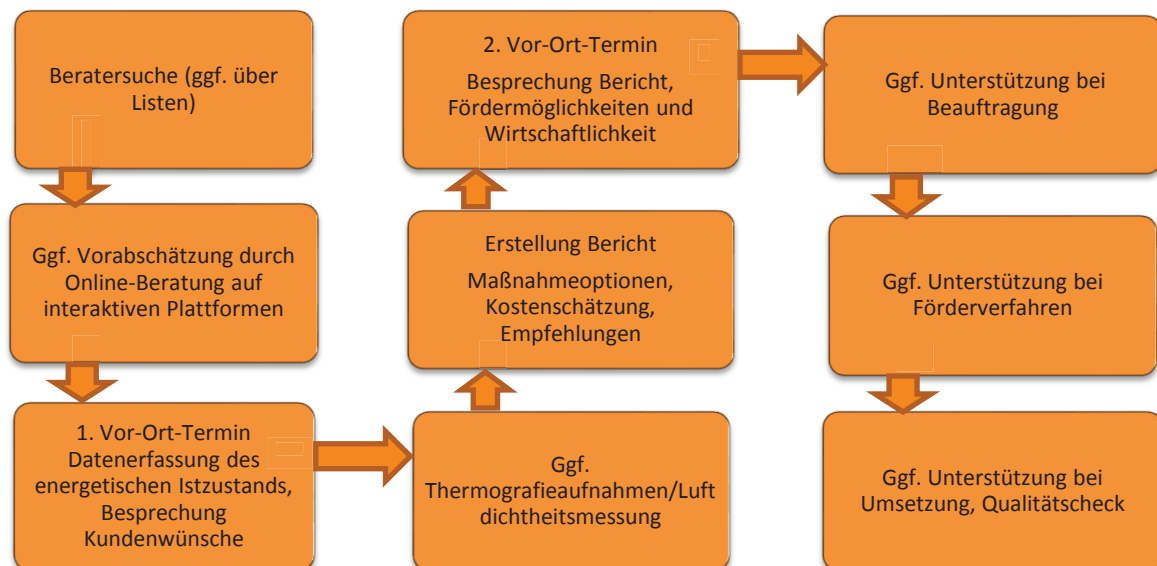 Beratersuche (ggf. über
Listen)
Ggf. Vorabschätzung durch
Online-Beratung auf
interaktiven Plattformen
1. Vor-Ort-Termin
Datenerfassung des
energetischen Istzustands,
Besprechung
Kundenwünsche
Ggf.
Thermografieaufnahmen/Luft
dichtheitsmessung
Erstellung Bericht
Maßnahmeoptionen,
Kostenschätzung,
Empfehlungen
2. Vor-Ort-Termin
Besprechung Bericht,
Fördermöglichkeiten und
Wirtschaftlichkeit
Ggf. Unterstützung bei
Beauftragung
Ggf. Unterstützung bei
Förderverfahren
Ggf. Unterstützung bei
Umsetzung, Qualitätscheck